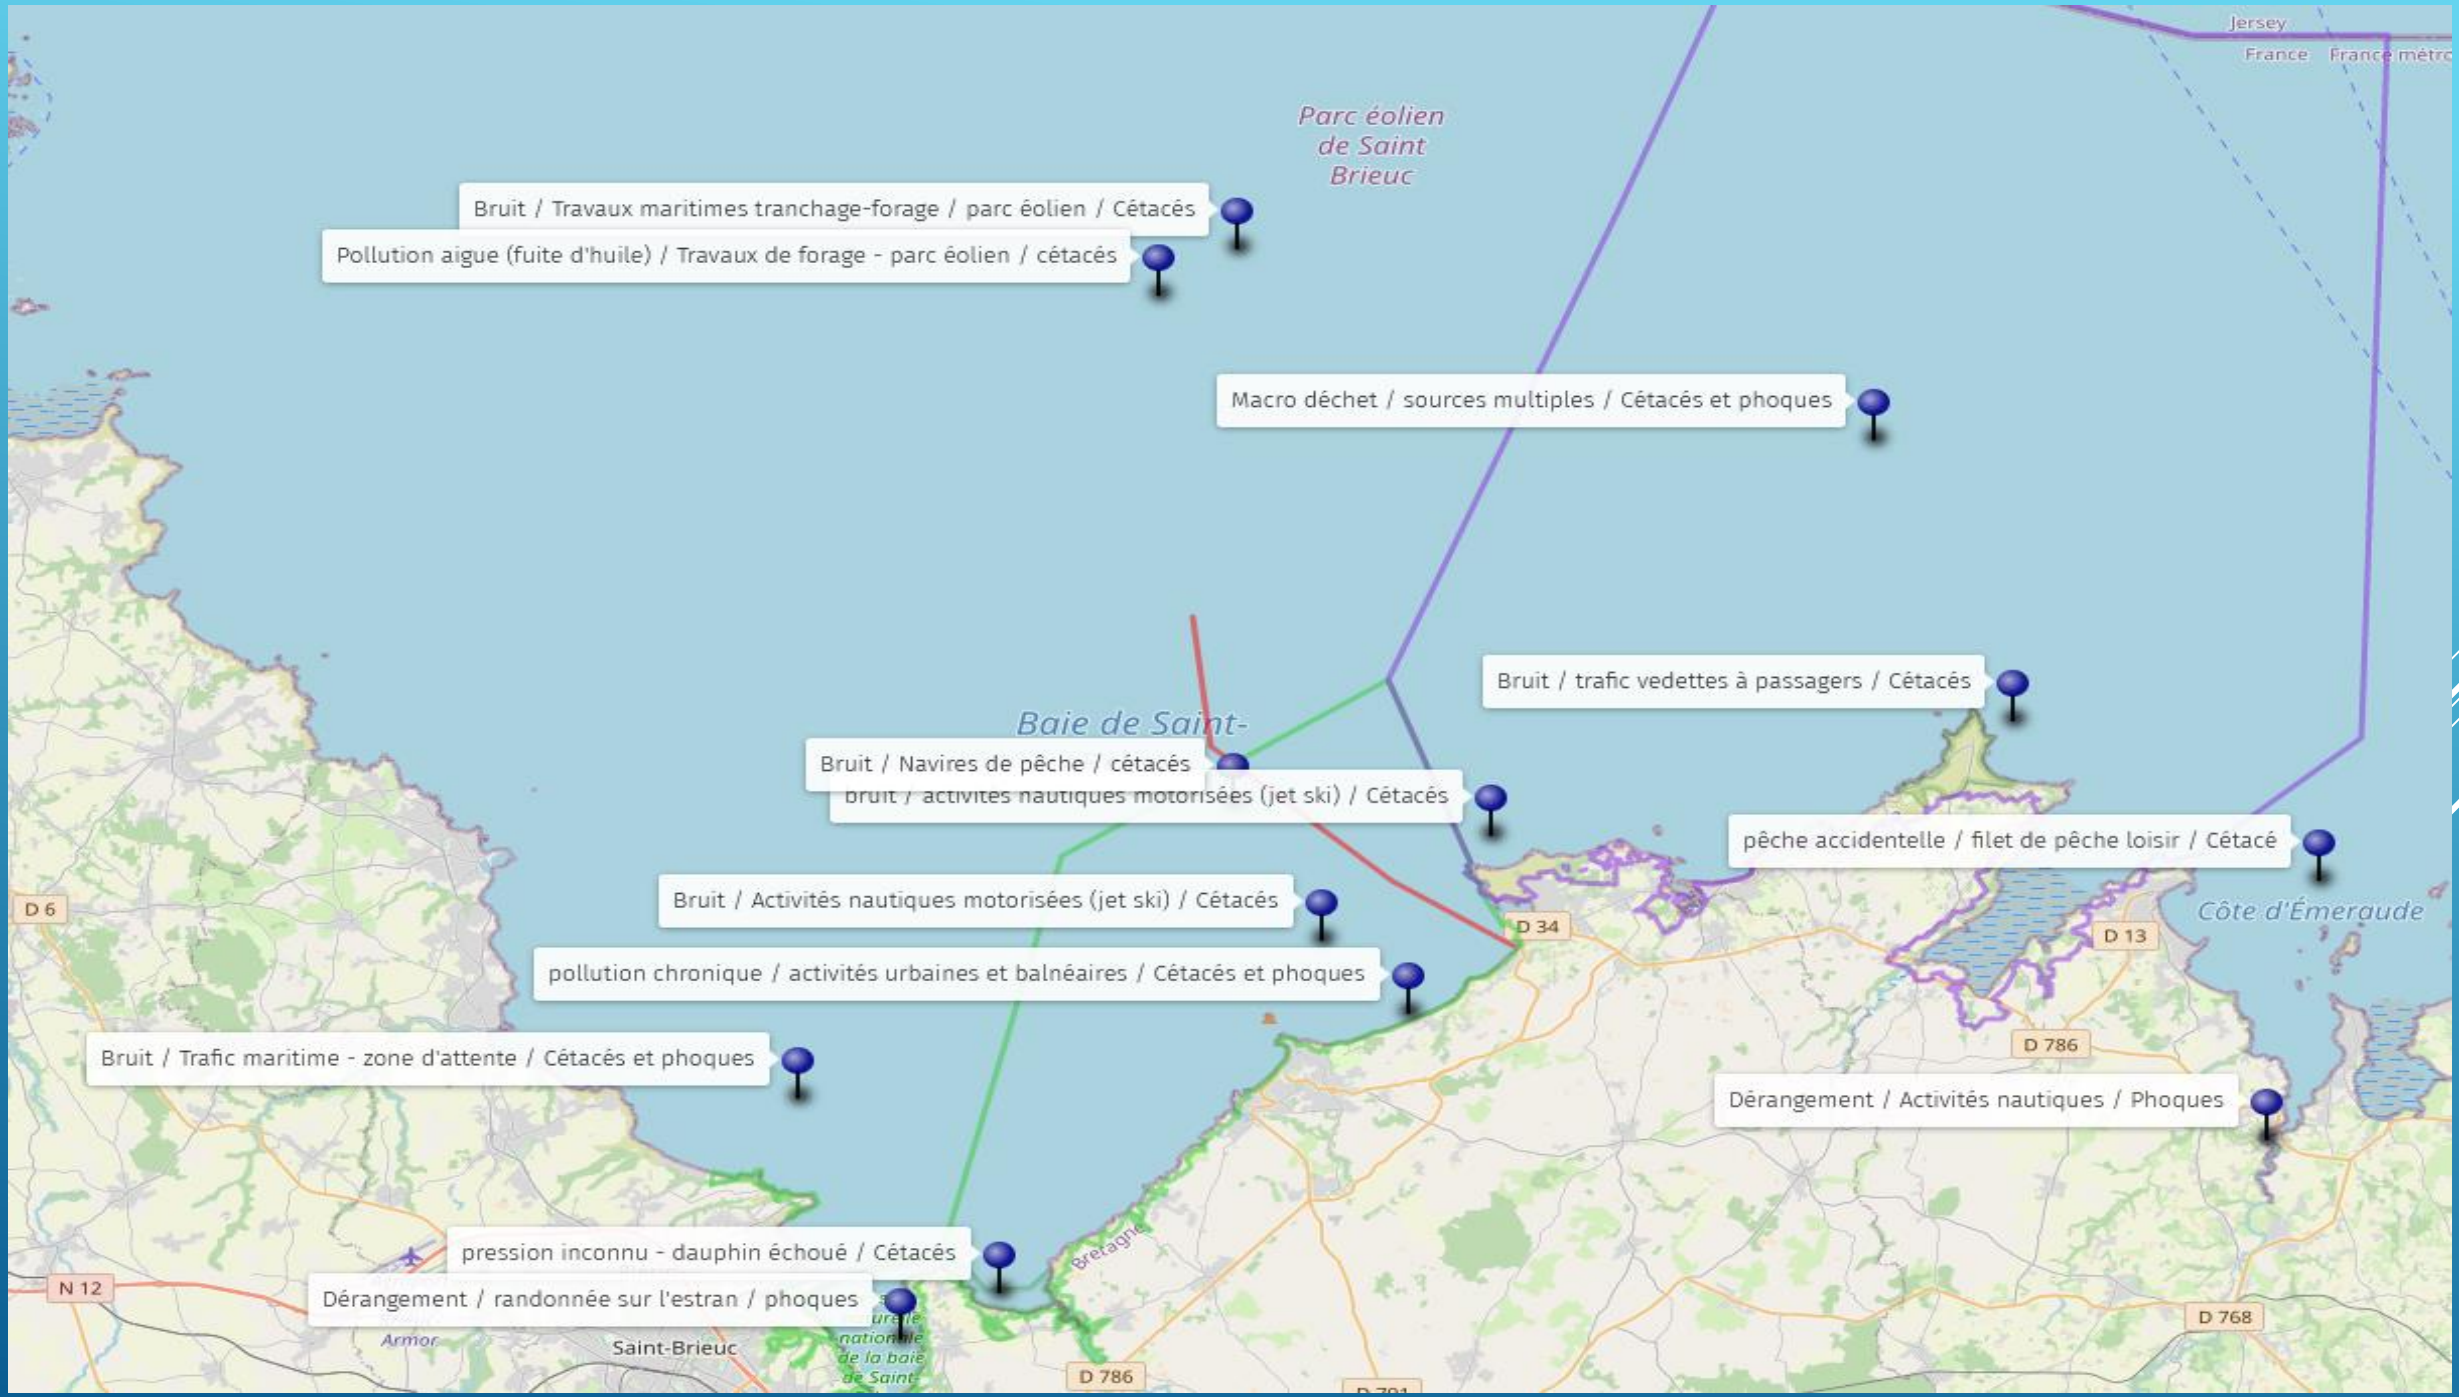 Jersey
France
France métro
Parc éolien
de Saint
Brieuc
Bruit / Travaux maritimes tranchage-forage / parc éolien / Cétacés
Pollution aigue (fuite d'huile) / Travaux de forage - parc éolien / cétacés
Macro déchet / sources multiples / Cétacés et phoques
Bruit / trafic vedettes à passagers / Cétacés
Baie de Saint-
Bruit / Navires de pêche / cétacés
bruit / activités nautiques motorisées (jet ski) / Cétacés
pêche accidentelle / filet de pêche loisir / Cétacé
Bruit / Activités nautiques motorisées (jet ski) / Cétacés
D 6
Côte d'Émeraude
D 34
D 13
pollution chronique / activités urbaines et balnéaires / Cétacés et phoques
D 786
Bruit / Trafic maritime - zone d'attente / Cétacés et phoques
Dérangement / Activités nautiques / Phoques
Bretagne
pression inconnu - dauphin échoué / Cétacés
N 12
Dérangement / randonnée sur l'estran / phoques
D 768
Armor
Saint-Brieuc
nationale
de la baie
de Saint-
D 786